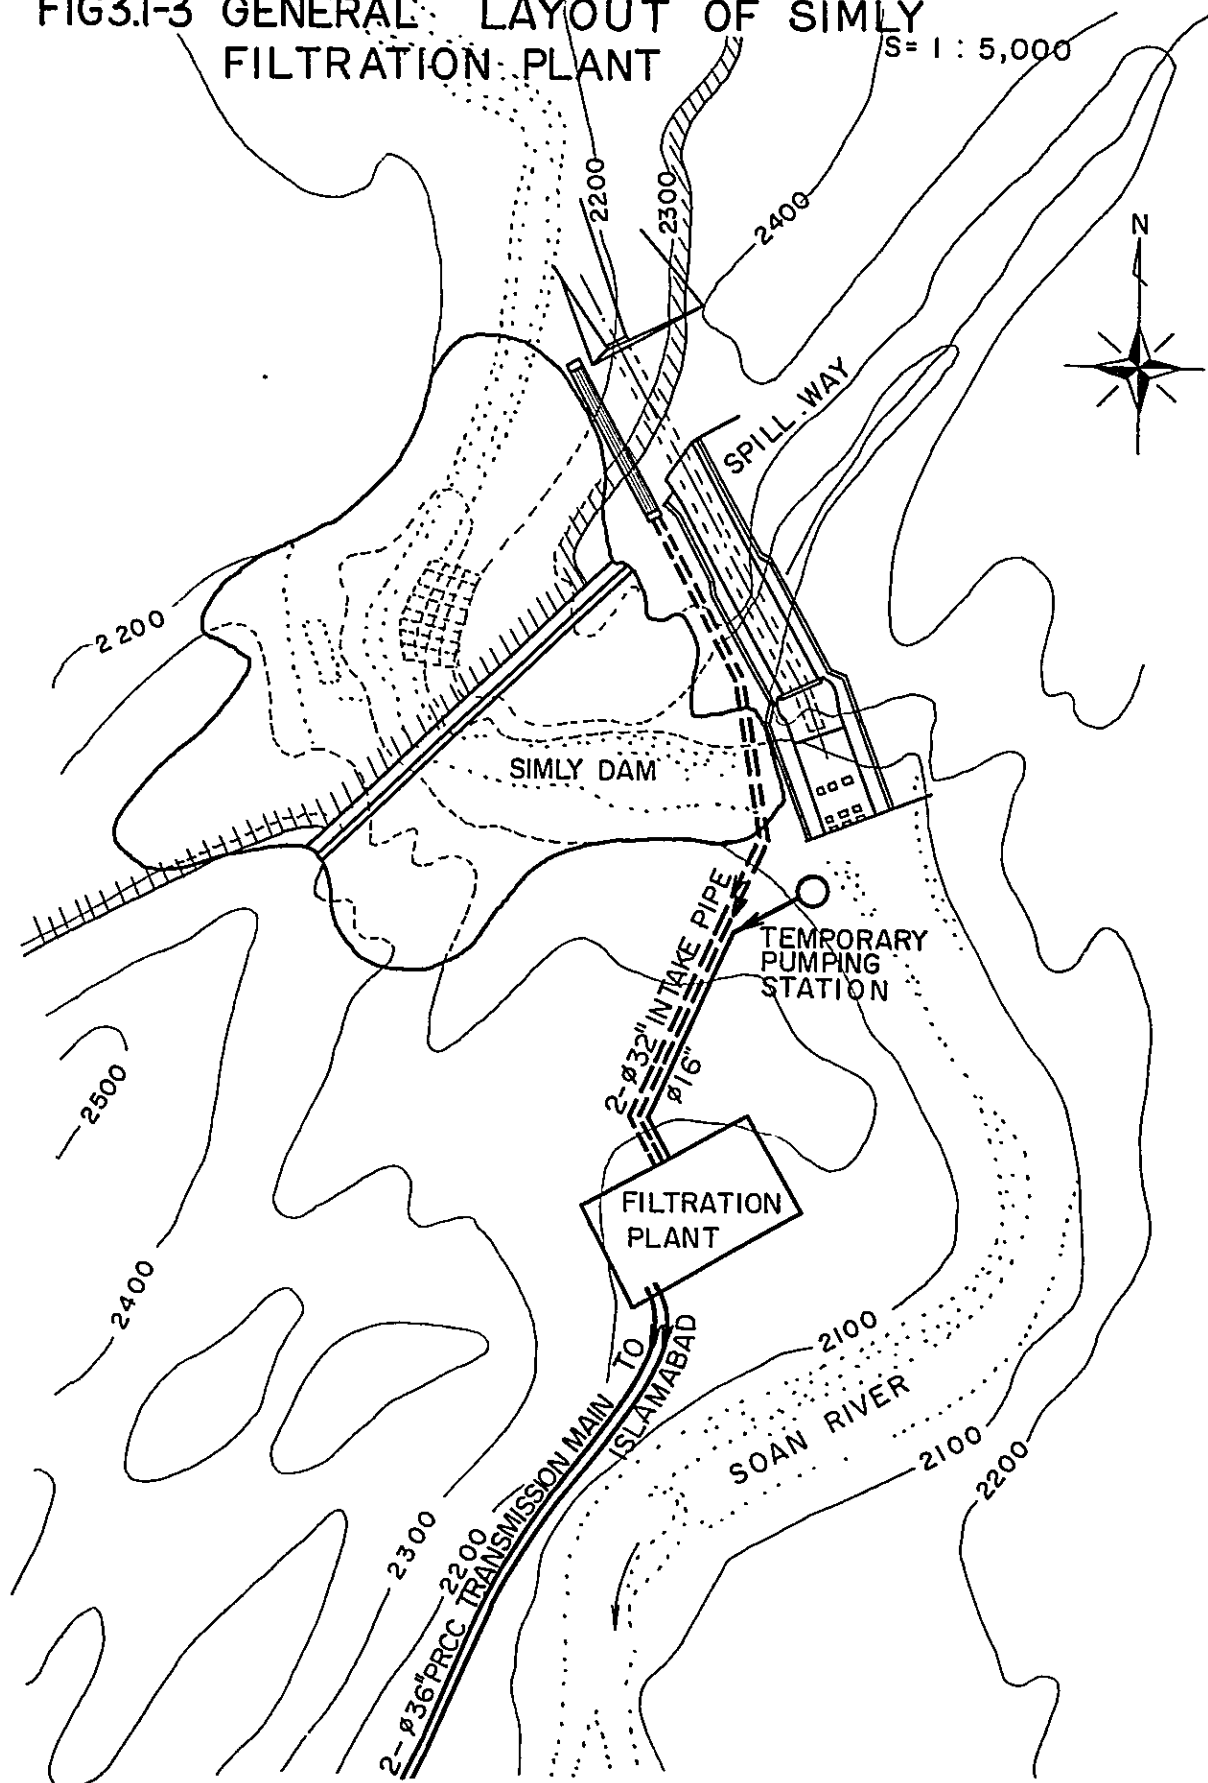 FIG3.1-3 GENERAL LAYOUT OF SIMLY
FILTRATION PLANT
S= 1 : 5,000
2200
2300
2400
N
SPILL WAY
2200
SIMLY DAM
2-ø32" INTAKE PIPE
ø16"
TEMPORARY
PUMPING
STATION
2500
FILTRATION
PLANT
2400
2100
SOAN RIVER
2100
2200
2300
2200
2-ø36" PRCC TRANSMISSION MAIN TO
ISLAMABAD